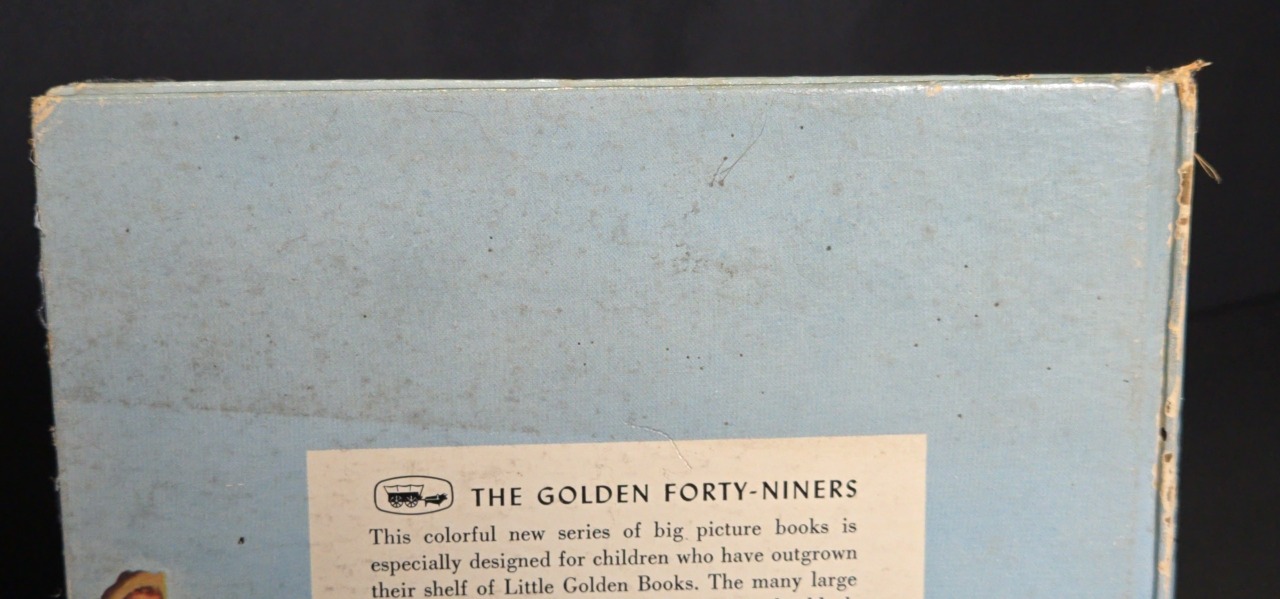 THE GOLDEN FORTY-NINERS
This colorful new series of big picture books is
especially designed for children who have outgrown
their shelf of Little Golden Books. The many large